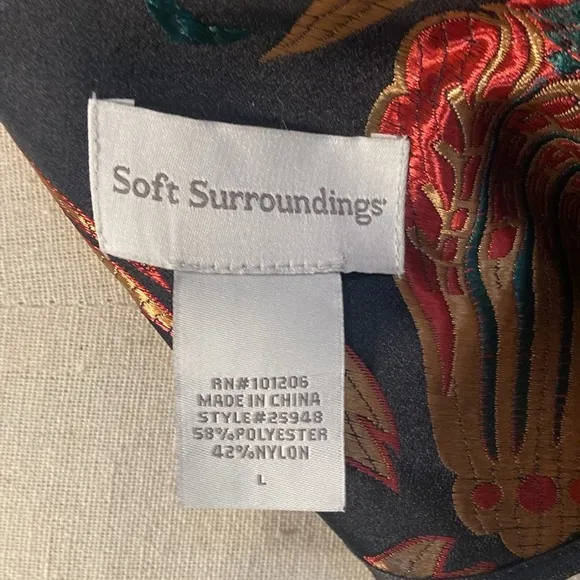 Soft Surroundings
RN#101206
MADE IN CHINA
STYLE#25948
58%POLYESTER
42%NYLON
L